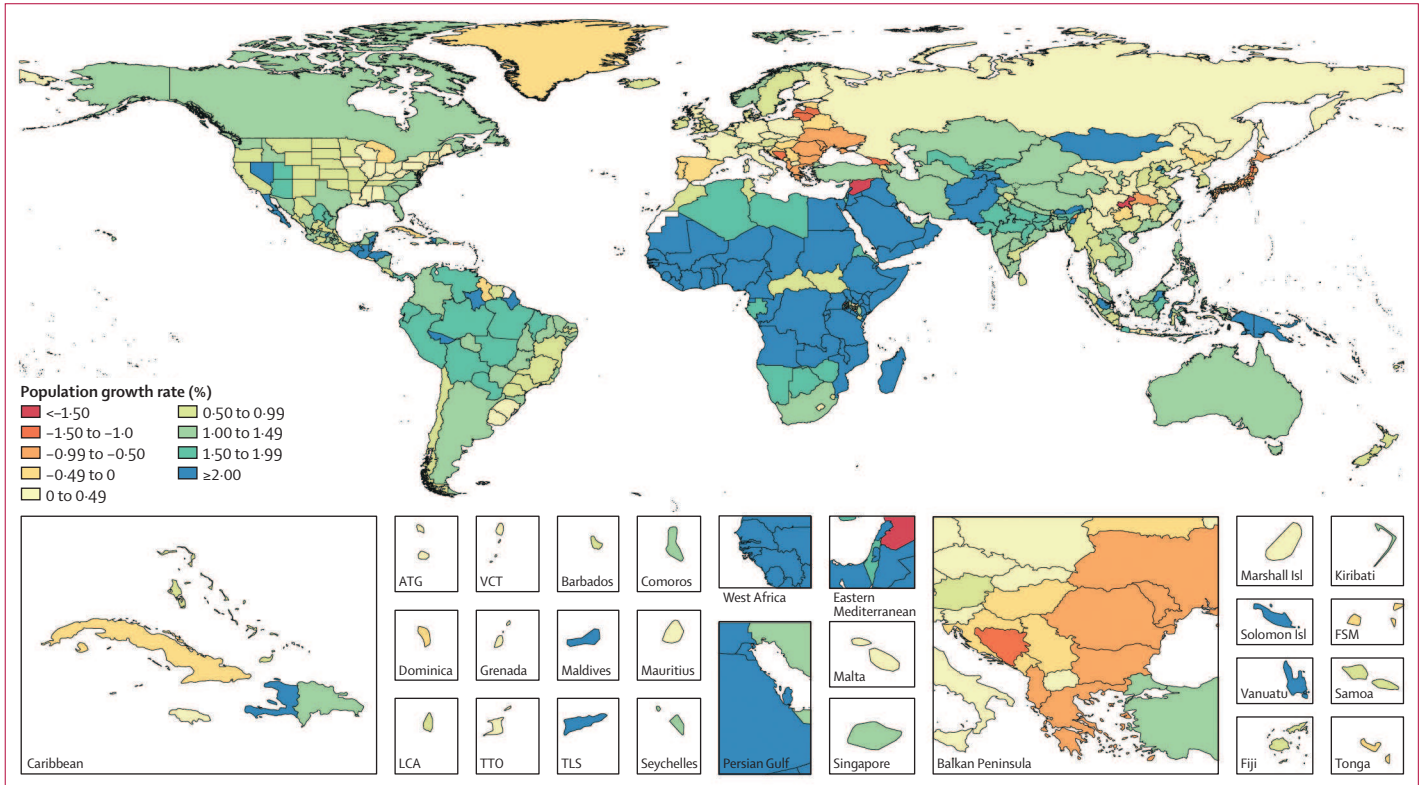 Population growth rate (%)
<–1·50
–1·50 to –1·0
–0·99 to –0·50
–0·49 to 0
0 to 0·49
0·50 to 0·99
1·00 to 1·49
1·50 to 1·99
≥2·00
Caribbean
ATG
VCT
Barbados
Comoros
Dominica
Grenada
Maldives
Mauritius
LCA
TTO
TLS
Seychelles
West Africa
Eastern
Mediterranean
Persian Gulf
Malta
Singapore
Balkan Peninsula
Marshall Isl
Kiribati
Solomon Isl
FSM
Vanuatu
Samoa
Fiji
Tonga